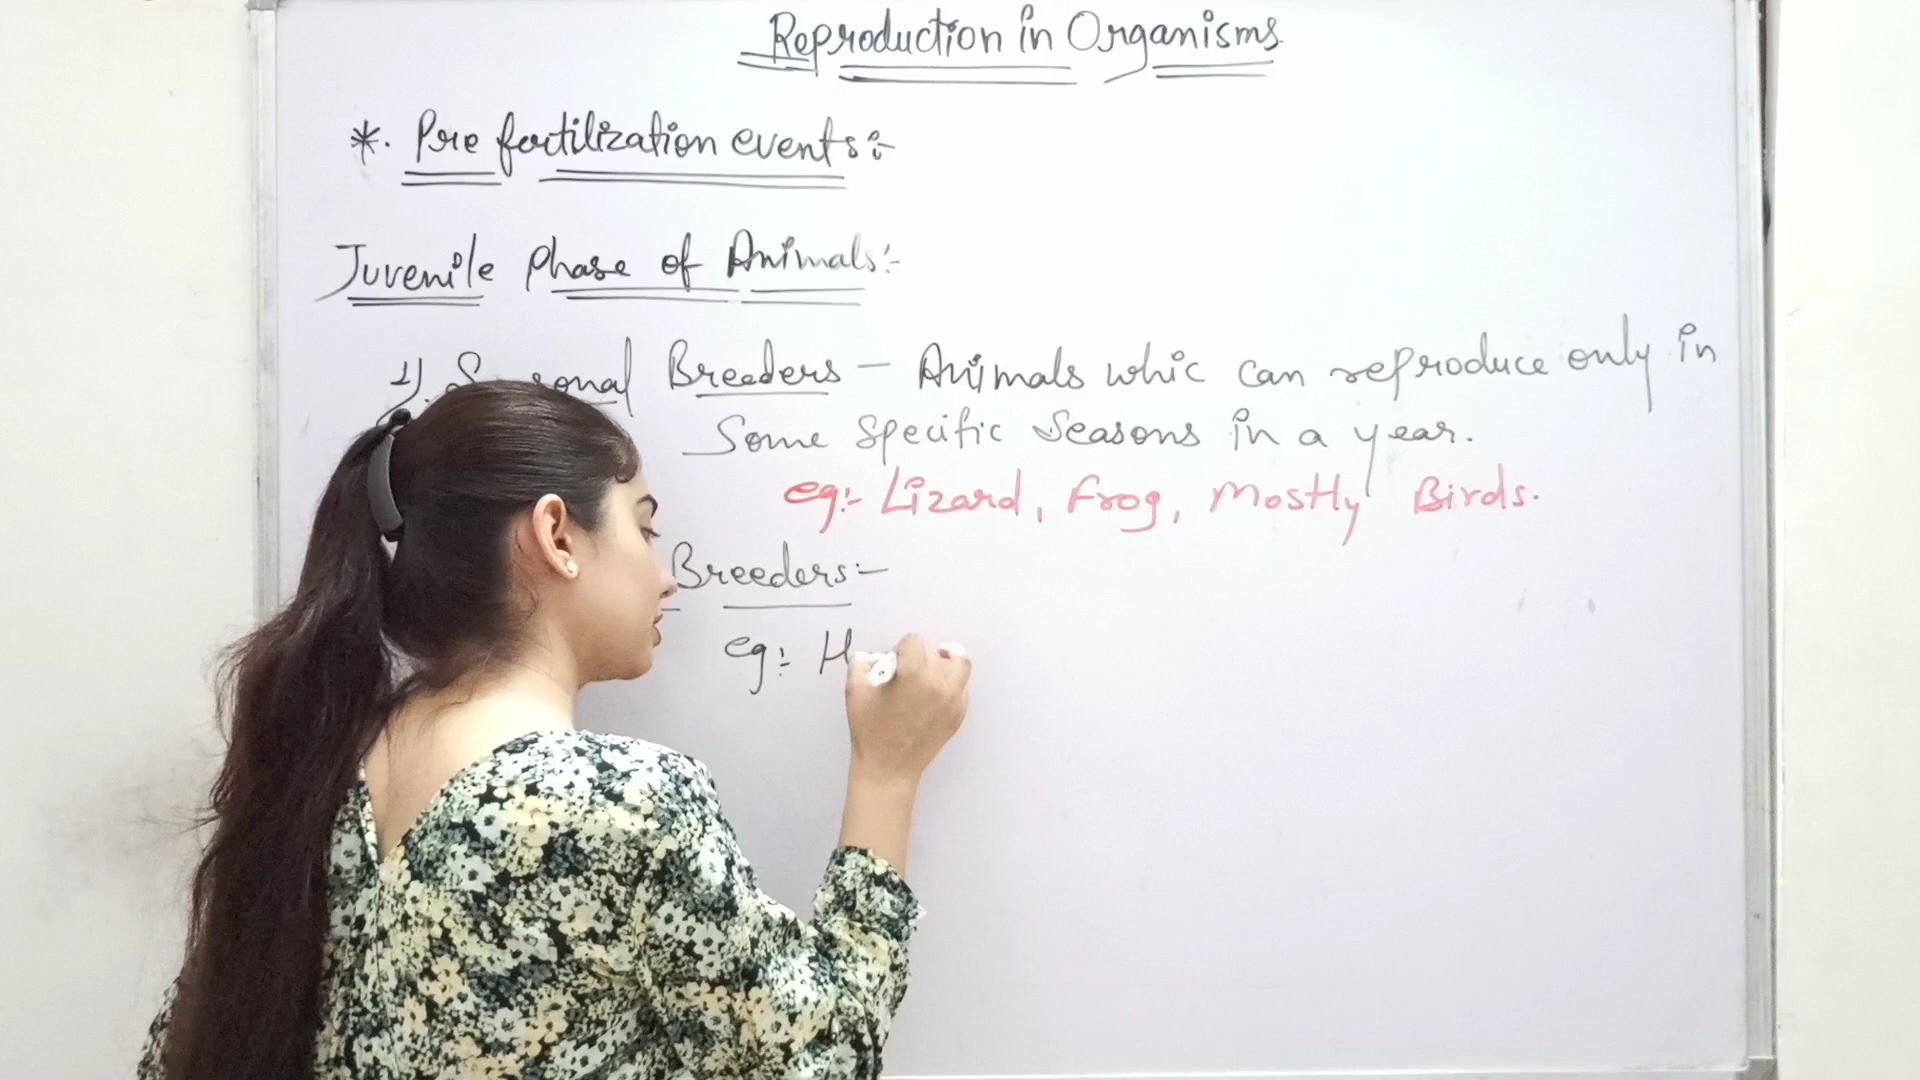 Reproduction in Organisms
*. Pre fertilization events:-
Juvenile Phase of Animals:-
1) Breeders - Animals whic can reproduce only in
Some specific Seasons in a year.
eg:- Lizard, Frog, Mostly Birds.
Breeders:-
eg:- H